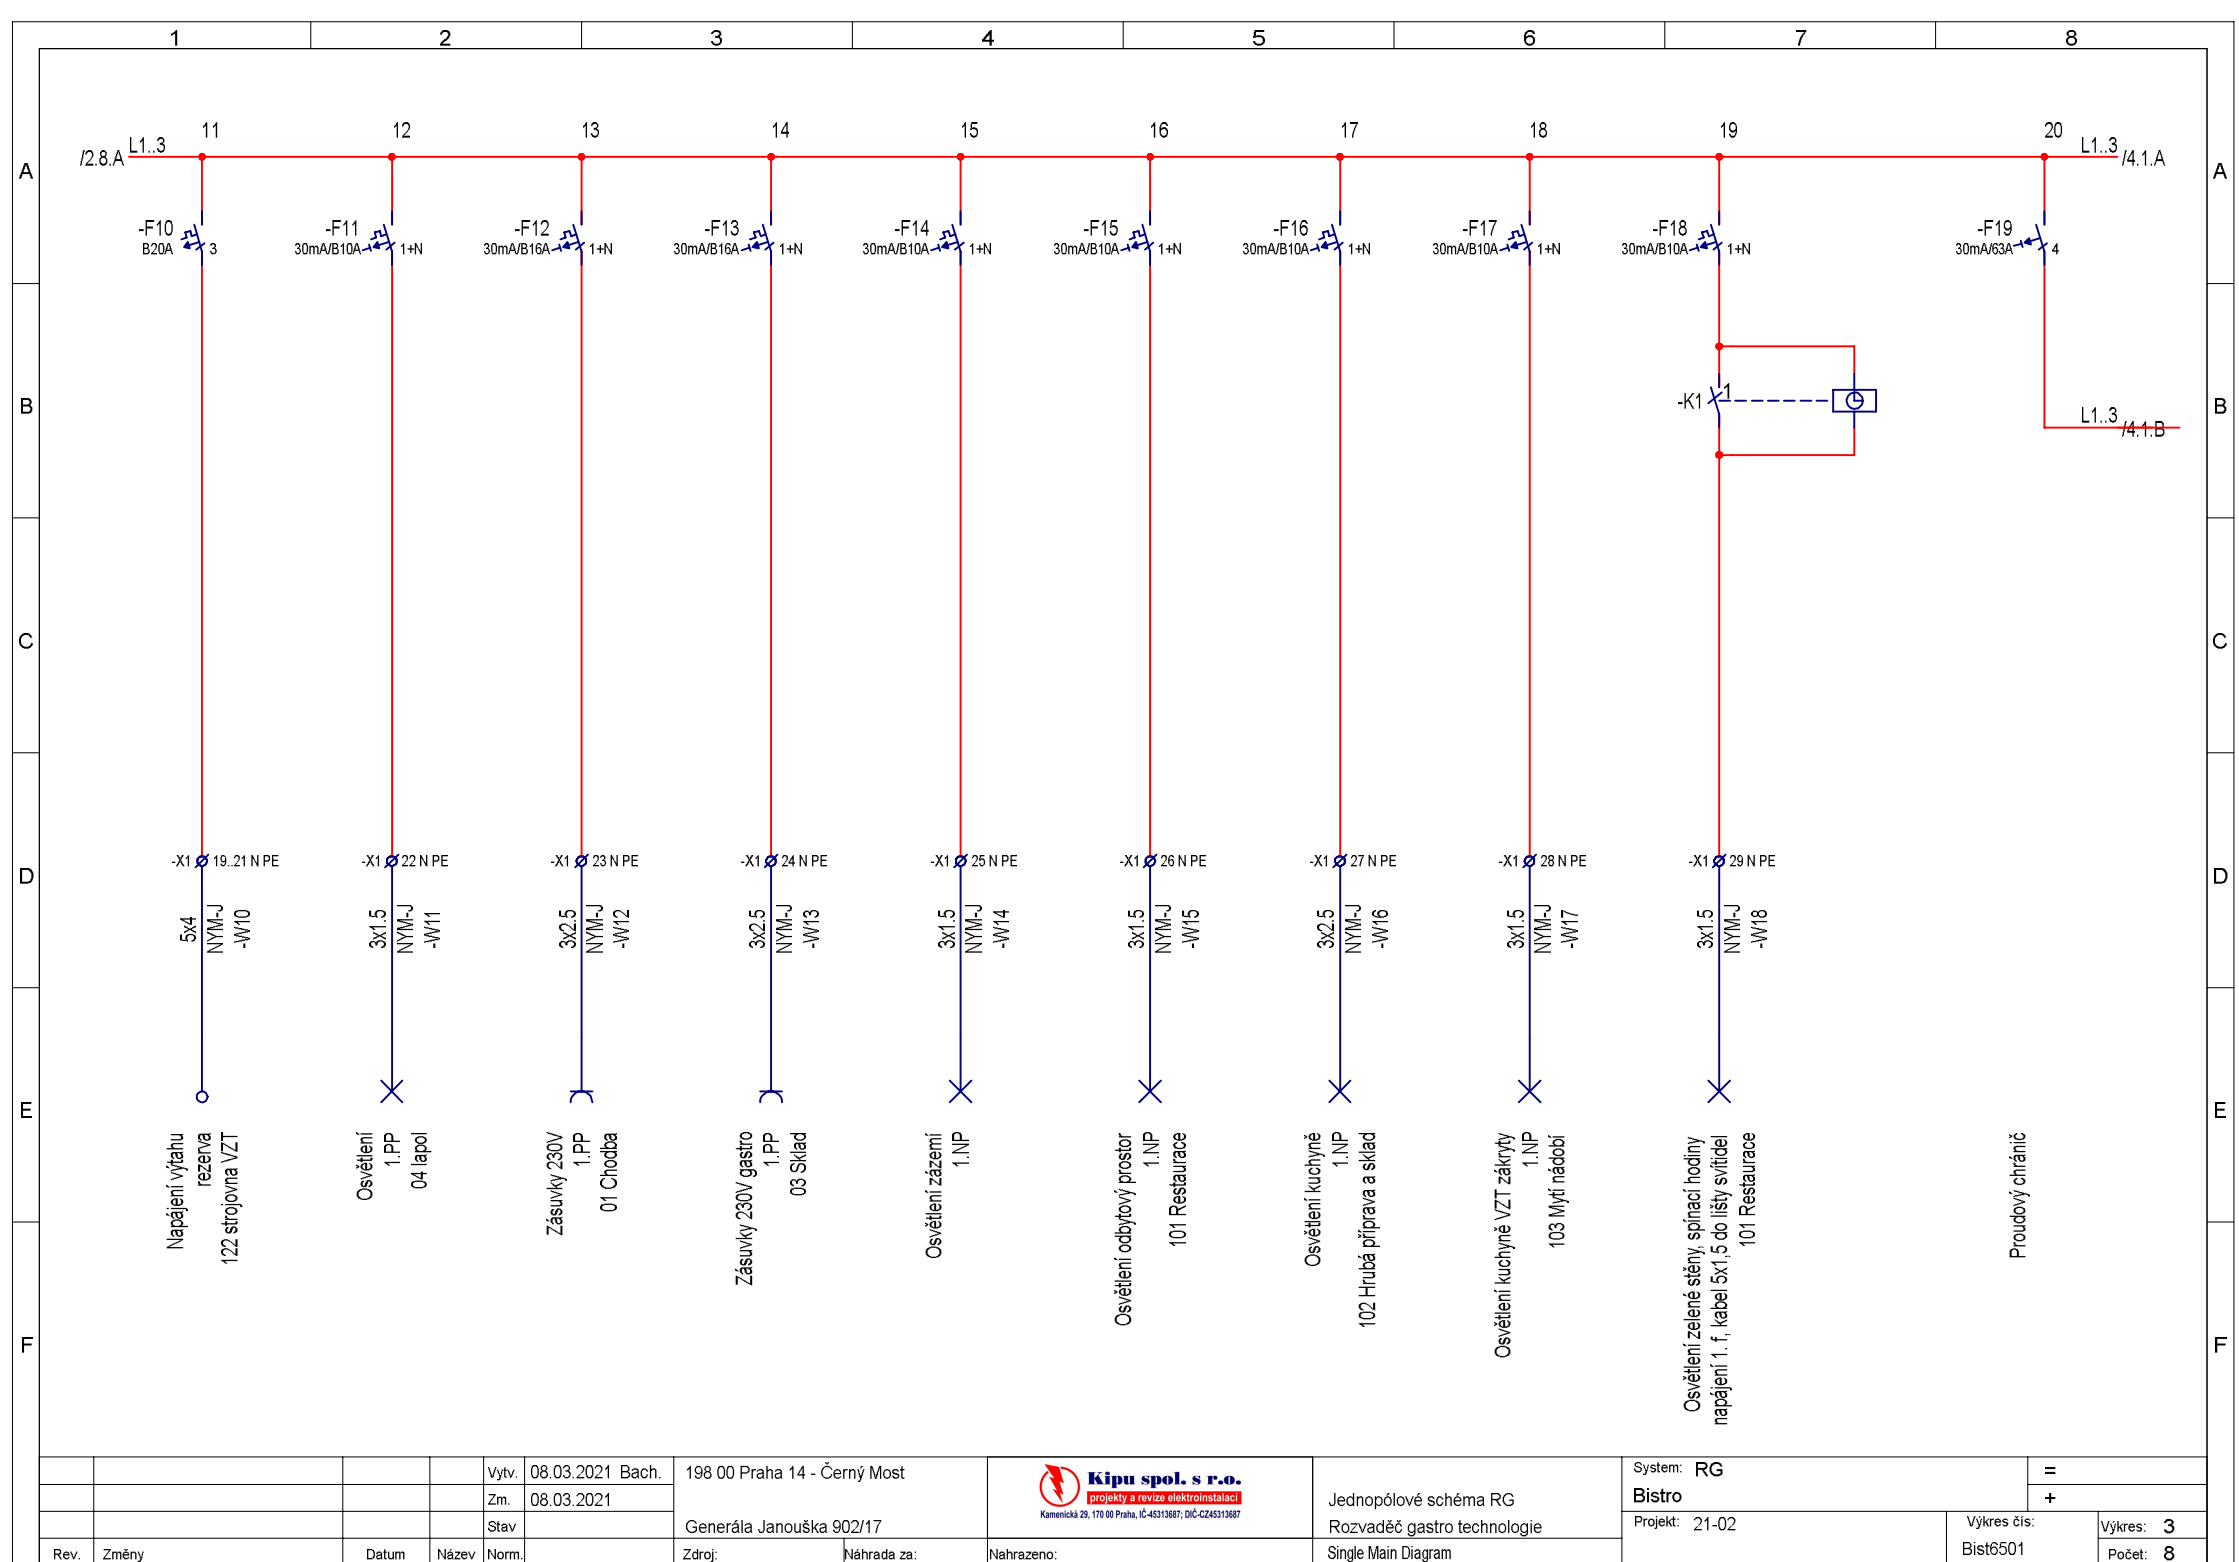 1 2 3 4 5 6 7 8
11 12 13 14 15 16 17 18 19 20
/2.8.A L1..3 L1..3 /4.1.A
A A
-F10 -F11 -F12 -F13 -F14 -F15 -F16 -F17 -F18 -F19
B20A 3 30mA/B10A 1+N 30mA/B16A 1+N 30mA/B16A 1+N 30mA/B10A 1+N 30mA/B10A 1+N 30mA/B10A 1+N 30mA/B10A 1+N 30mA/B10A 1+N 30mA/63A 4
B B
-K1 1
L1..3 /4.1.B
C C
-X1 19..21 N PE -X1 22 N PE -X1 23 N PE -X1 24 N PE -X1 25 N PE -X1 26 N PE -X1 27 N PE -X1 28 N PE -X1 29 N PE
D D
5x4
NYM-J
-W10
3x1.5
NYM-J
-W11
3x2.5
NYM-J
-W12
3x2.5
NYM-J
-W13
3x1.5
NYM-J
-W14
3x1.5
NYM-J
-W15
3x2.5
NYM-J
-W16
3x1.5
NYM-J
-W17
3x1.5
NYM-J
-W18
E E
Napájení výtahu
rezerva
122 strojovna VZT
Osvětlení
1.PP
04 lapol
Zásuvky 230V
1.PP
01 Chodba
Zásuvky 230V gastro
1.PP
03 Sklad
Osvětlení zázemí
1.NP
Osvětlení odbytový prostor
1.NP
101 Restaurace
Osvětlení kuchyně
1.NP
102 Hrubá příprava a sklad
Osvětlení kuchyně VZT zákryty
1.NP
103 Mytí nádobí
Osvětlení zelené stěny, spínací hodiny
napájení 1. f, kabel 5x1,5 do lišty svítidel
101 Restaurace
Proudový chránič
F F
Vytv. 08.03.2021 Bach.
Zm. 08.03.2021
Stav
Rev. Změny Datum Název Norm.
198 00 Praha 14 - Černý Most
Generála Janouška 902/17
Zdroj: Náhrada za: Nahrazeno:
Kipu spol. s r.o.
projekty a revize elektroinstalací
Kamenická 29, 170 00 Praha, IČ-45313687; DIČ-CZ45313687
Jednopólové schéma RG
Rozvaděč gastro technologie
Single Main Diagram
System: RG
Bistro
=
+
Projekt: 21-02
Výkres čís:
Bist6501
Výkres: 3
Počet: 8